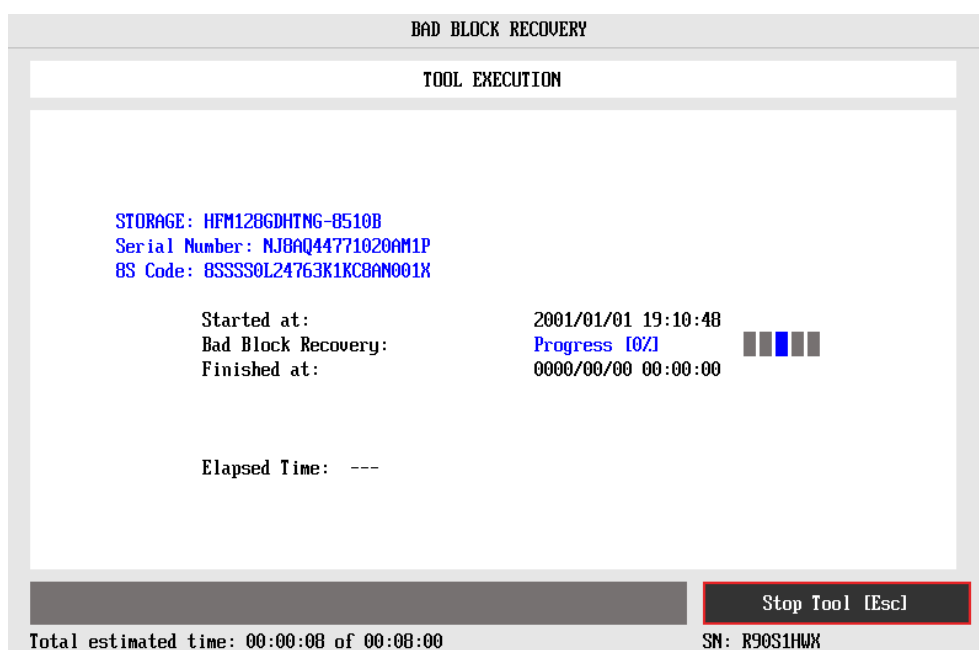 BAD BLOCK RECOVERY
TOOL EXECUTION
STORAGE: HFM128GDHTNG-8510B
Serial Number: NJ8AQ44771020AM1P
8S Code: 8SSSS0L24763K1KC8AN001X
Started at: 2001/01/01 19:10:48
Bad Block Recovery: Progress [0%]
Finished at: 0000/00/00 00:00:00
Elapsed Time: ---
Stop Tool [Esc]
Total estimated time: 00:00:08 of 00:08:00 SN: R90S1HWX